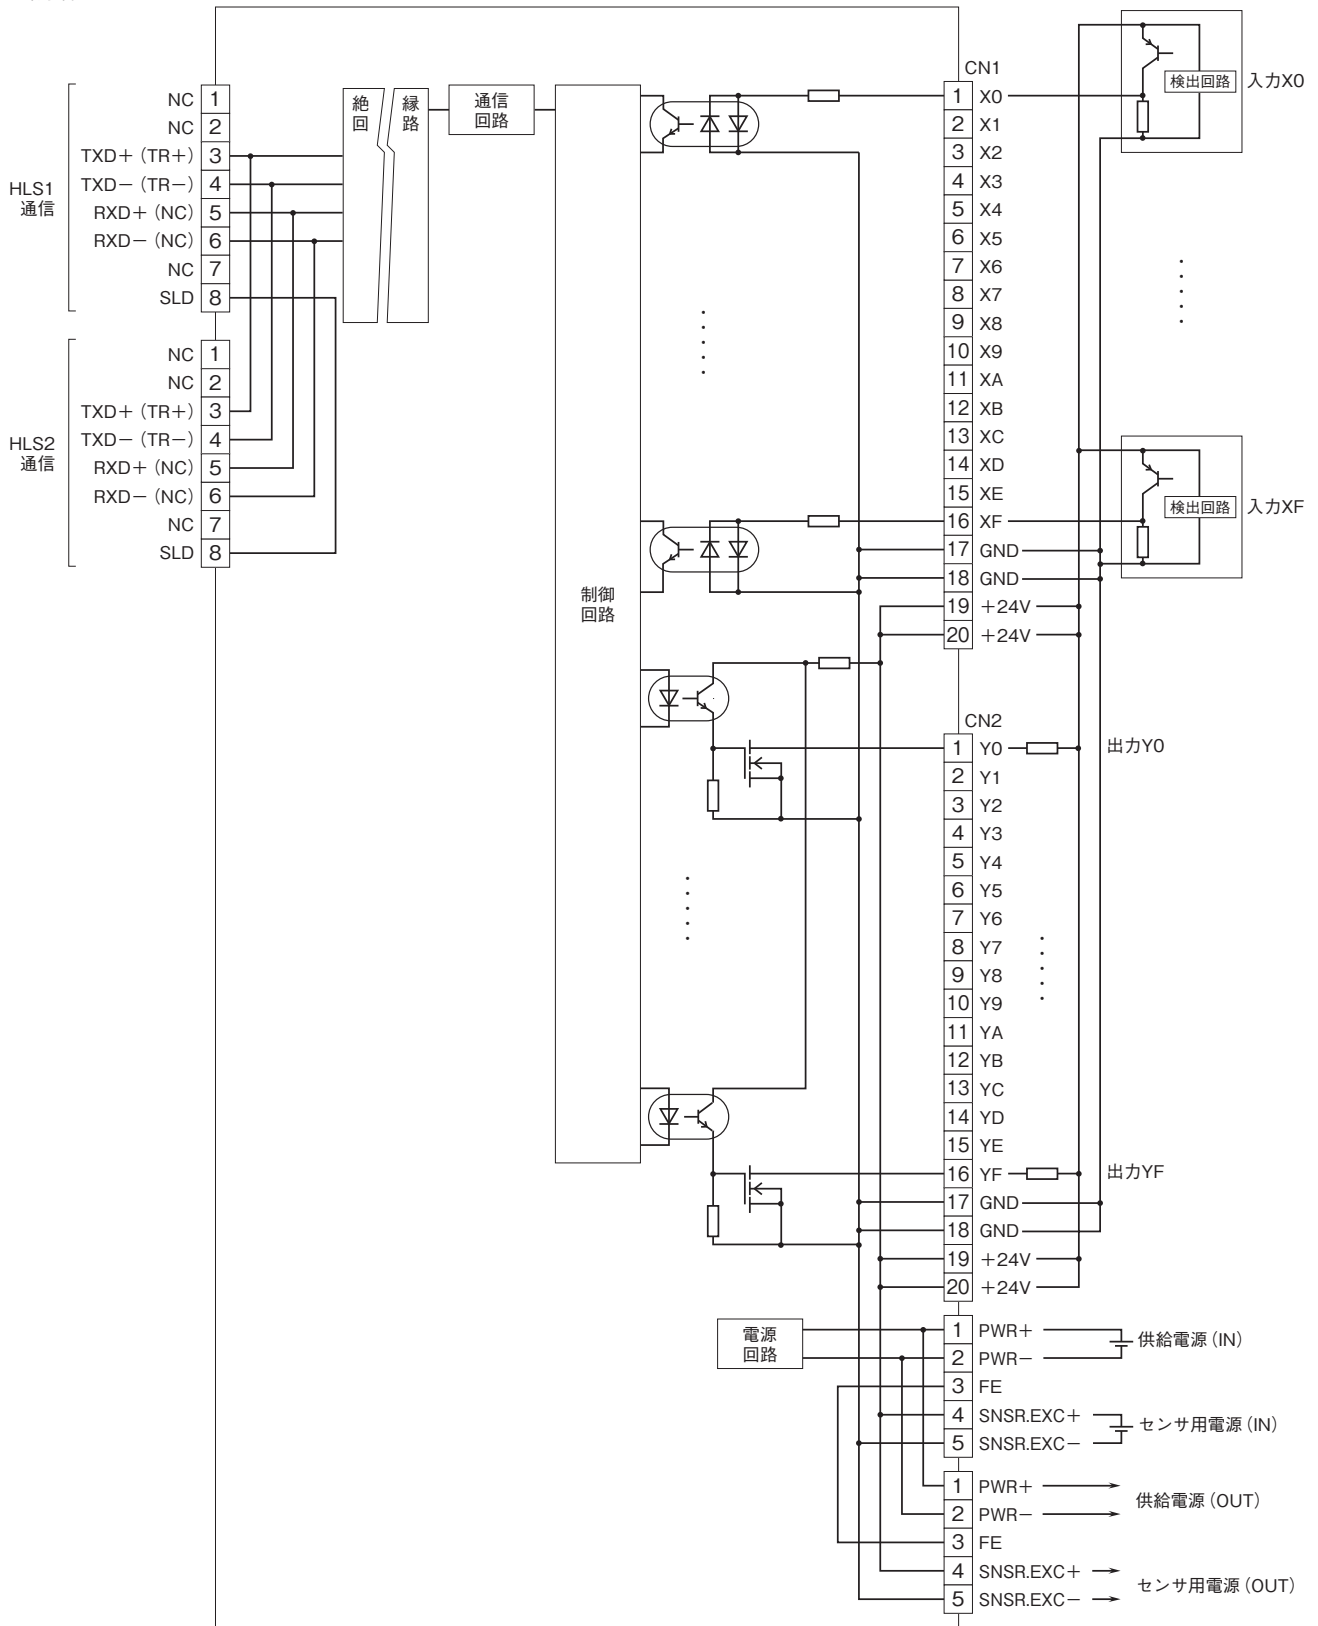 HLS1
通信
NC 1
NC 2
TXD+ (TR+) 3
TXD− (TR−) 4
RXD+ (NC) 5
RXD− (NC) 6
NC 7
SLD 8
HLS2
通信
NC 1
NC 2
TXD+ (TR+) 3
TXD− (TR−) 4
RXD+ (NC) 5
RXD− (NC) 6
NC 7
SLD 8
絶 縁
回 路
通信
回路
制御
回路
CN1
1 X0
2 X1
3 X2
4 X3
5 X4
6 X5
7 X6
8 X7
9 X8
10 X9
11 XA
12 XB
13 XC
14 XD
15 XE
16 XF
17 GND
18 GND
19 +24V
20 +24V
検出回路 入力X0
検出回路 入力XF
CN2
1 Y0 出力Y0
2 Y1
3 Y2
4 Y3
5 Y4
6 Y5
7 Y6
8 Y7
9 Y8
10 Y9
11 YA
12 YB
13 YC
14 YD
15 YE
16 YF 出力YF
17 GND
18 GND
19 +24V
20 +24V
電源
回路
1 PWR+
2 PWR−
供給電源(IN)
3 FE
4 SNSR.EXC+
5 SNSR.EXC−
センサ用電源(IN)
1 PWR+
2 PWR−
供給電源(OUT)
3 FE
4 SNSR.EXC+
5 SNSR.EXC−
センサ用電源(OUT)